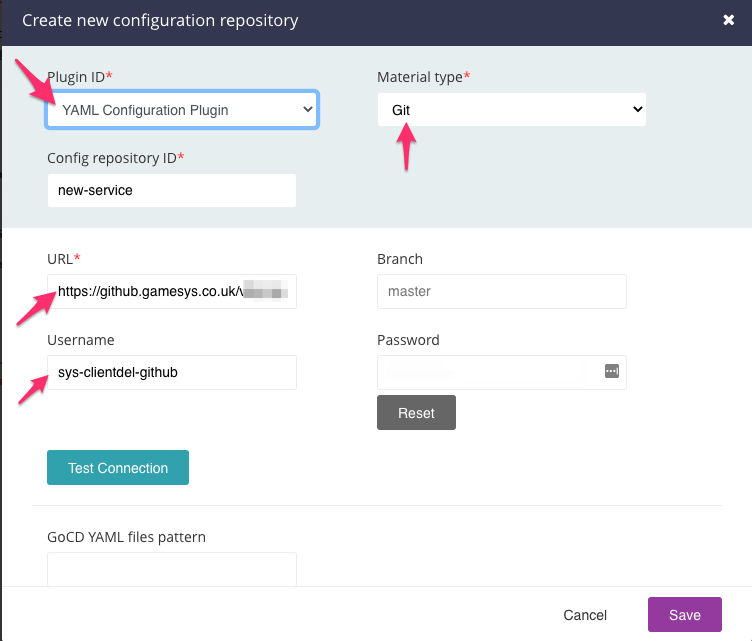 Create new configuration repository
Plugin ID*
Material type*
YAML Configuration Plugin
Git
Config repository ID*
new-service
URL*
Branch
https://github.gamesys.co.uk/
master
Username
Password
sys-clientdel-github
Reset
Test Connection
GoCD YAML files pattern
Cancel
Save